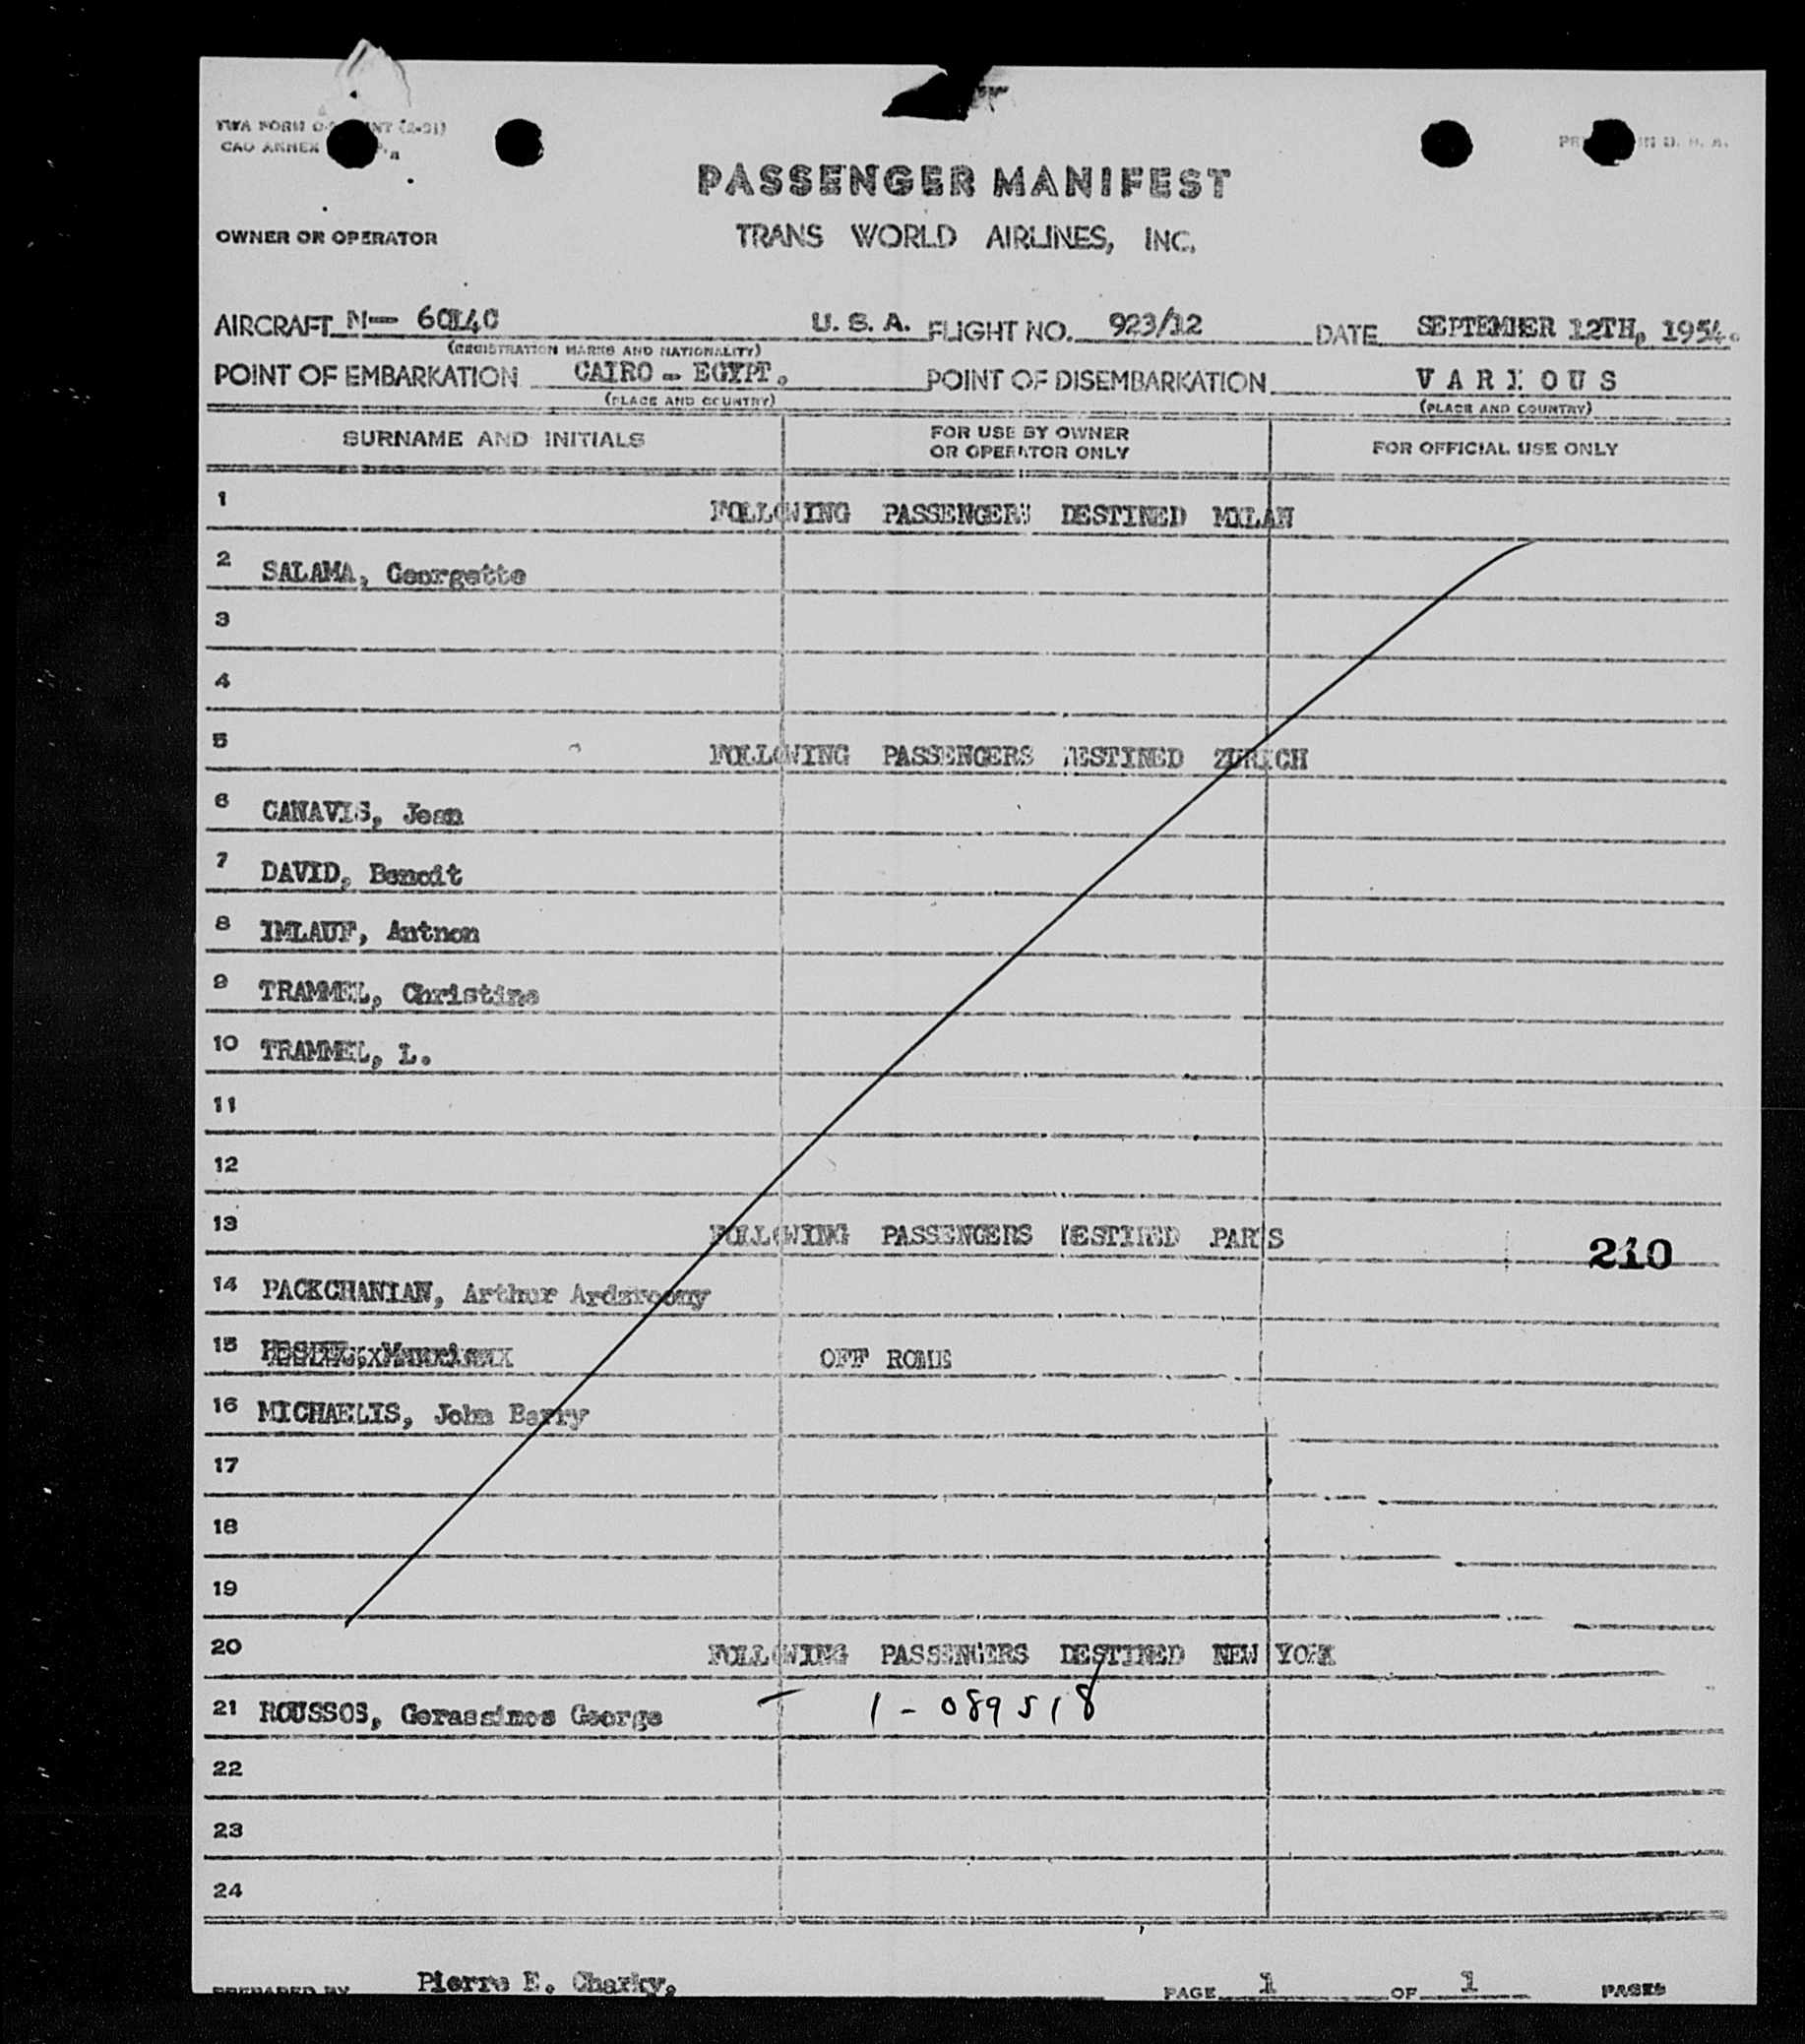 TWA FORM
CAO ANNEX
PASSENGER MANIFEST
OWNER OR OPERATOR
TRANS WORLD AIRLINES, INC.
AIRCRAFT N— 6014C U. S. A. FLIGHT NO. 923/12 DATE SEPTEMBER 12TH, 1954.
(REGISTRATION MARKS AND NATIONALITY)
POINT OF EMBARKATION CAIRO - EGYPT. POINT OF DISEMBARKATION VARIOUS
(PLACE AND COUNTRY) (PLACE AND COUNTRY)
SURNAME AND INITIALS FOR USE BY OWNER OR OPERATOR ONLY FOR OFFICIAL USE ONLY
1 FOLLOWING PASSENGERS DESTINED MILAN
2 SALAMA, Georgette
3
4
5 FOLLOWING PASSENGERS DESTINED ZURICH
6 CANAVIS, Jean
7 DAVID, Benoit
8 IMLAUF, Antnon
9 TRAMMEL, Christine
10 TRAMMEL, L.
11
12
13 FOLLOWING PASSENGERS DESTINED PARIS
210
14 PACKCHANIAN, Arthur Ardzroony
15 OFF ROME
16 MICHAELIS, John Barry
17
18
19
20 FOLLOWING PASSENGERS DESTINED NEW YORK
21 ROUSSOS, Gerassimos George — 1-089518
22
23
24
PREPARED BY Pierre E. Charky. PAGE 1 OF 1 PAGES